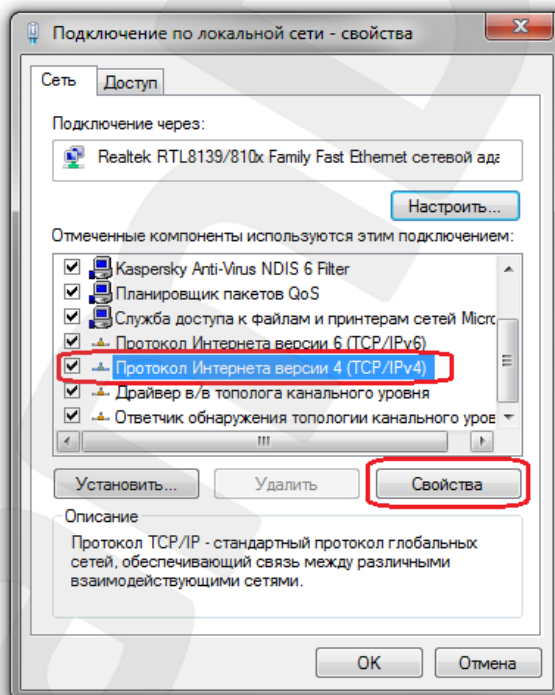 Подключение по локальной сети - свойства
Сеть
Доступ
Подключение через:
Realtek RTL8139/810x Family Fast Ethernet сетевой ада
Настроить...
Отмеченные компоненты используются этим подключением:
Kaspersky Anti-Virus NDIS 6 Filter
Планировщик пакетов QoS
Служба доступа к файлам и принтерам сетей Micro
Протокол Интернета версии 6 (TCP/IPv6)
Протокол Интернета версии 4 (TCP/IPv4)
Драйвер в/в тополога канального уровня
Ответчик обнаружения топологии канального уров
Установить...
Удалить
Свойства
Описание
Протокол TCP/IP - стандартный протокол глобальных
сетей, обеспечивающий связь между различными
взаимодействующими сетями.
OK
Отмена